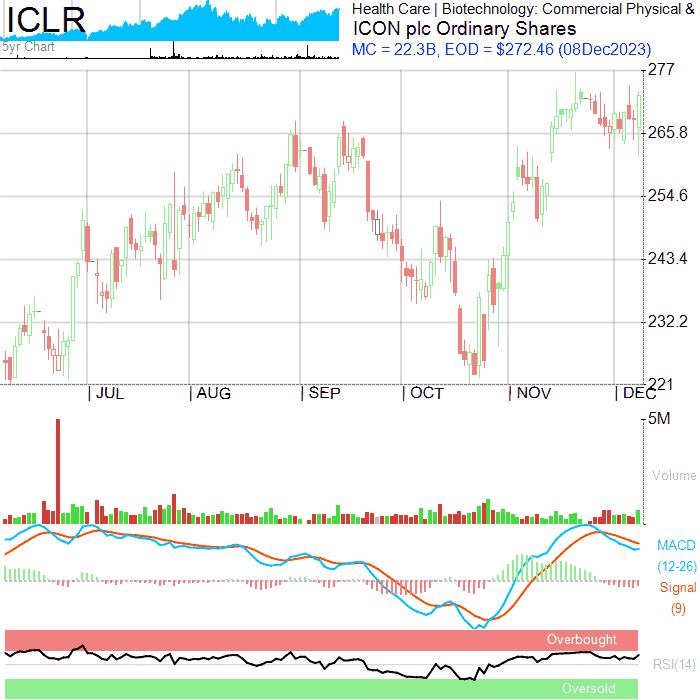 ICLR
5yr Chart
Health Care | Biotechnology: Commercial Physical &
ICON plc Ordinary Shares
MC = 22.3B, EOD = $272.46 (08Dec2023)
277
265.8
254.6
243.4
232.2
221
JUL
AUG
SEP
OCT
NOV
DEC
5M
Volume
MACD
(12-26)
Signal
(9)
Overbought
RSI(14)
Oversold